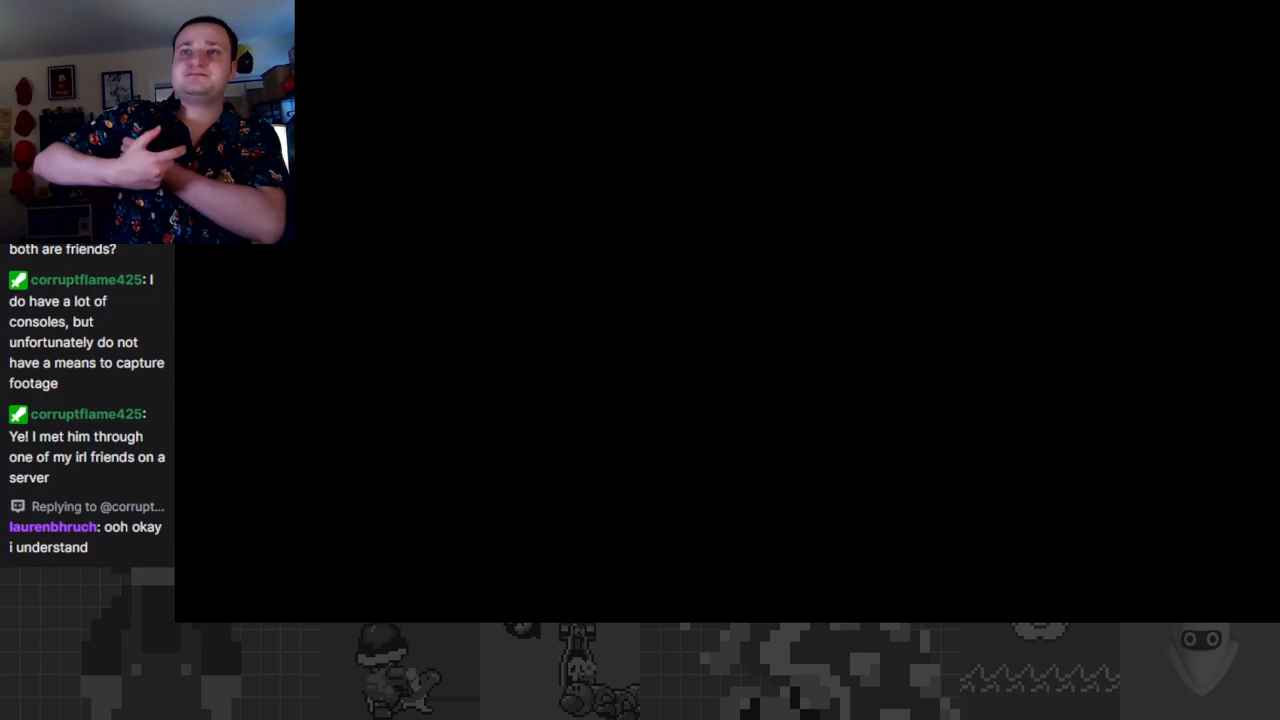 both are friends?
corruptflame425: I
do have a lot of
consoles, but
unfortunately do not
have a means to capture
footage
corruptflame425:
Ye! I met him through
one of my irl friends on a
server
Replying to @corrupt...
laurenbhruch: ooh okay
i understand